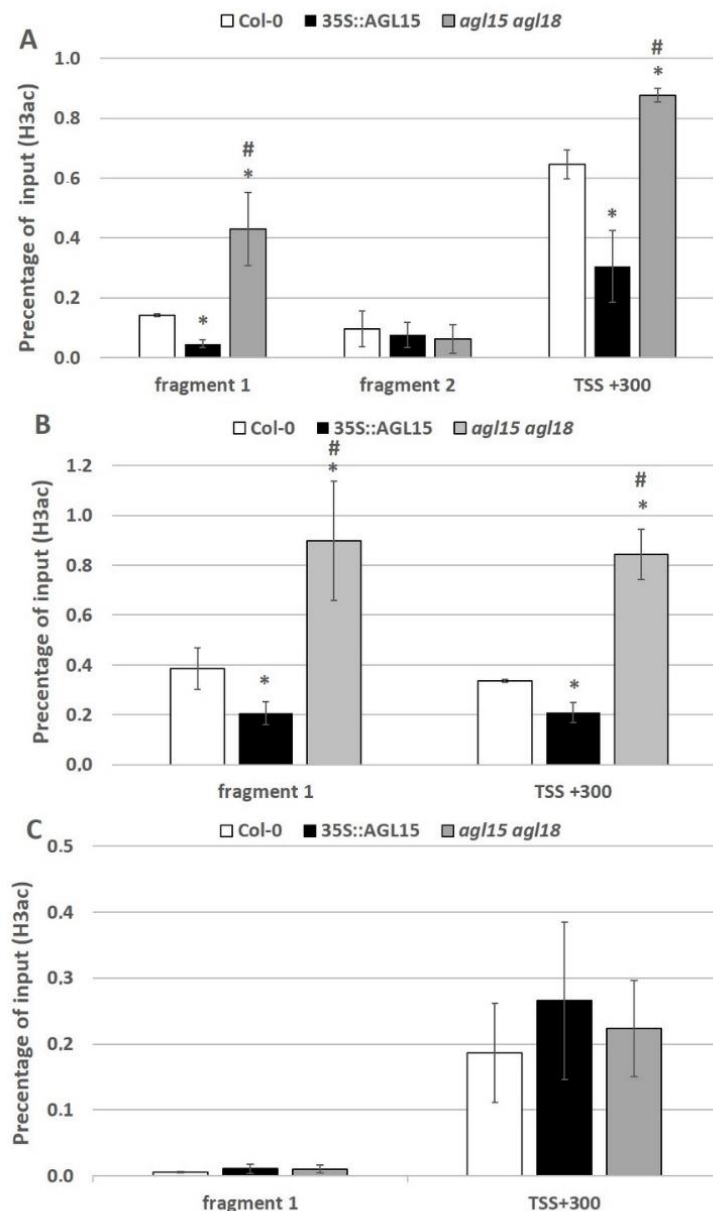 A
Col-0 35S::AGL15 agl15 agl18
Precentage of input (H3ac)
1.0
0.8
0.6
0.4
0.2
0.0
* # * * # *
fragment 1 fragment 2 TSS +300
B
Col-0 35S::AGL15 agl15 agl18
Precentage of input (H3ac)
1.2
1.0
0.8
0.6
0.4
0.2
0.0
* # * * # *
fragment 1 TSS +300
C
Col-0 35S::AGL15 agl15 agl18
Percentage of input (H3ac)
0.5
0.4
0.3
0.2
0.1
0.0
fragment 1 TSS+300